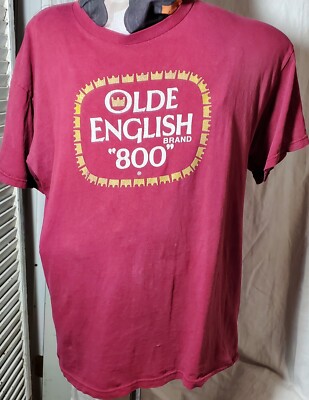 OLDE
ENGLISH
BRAND
"800"
®